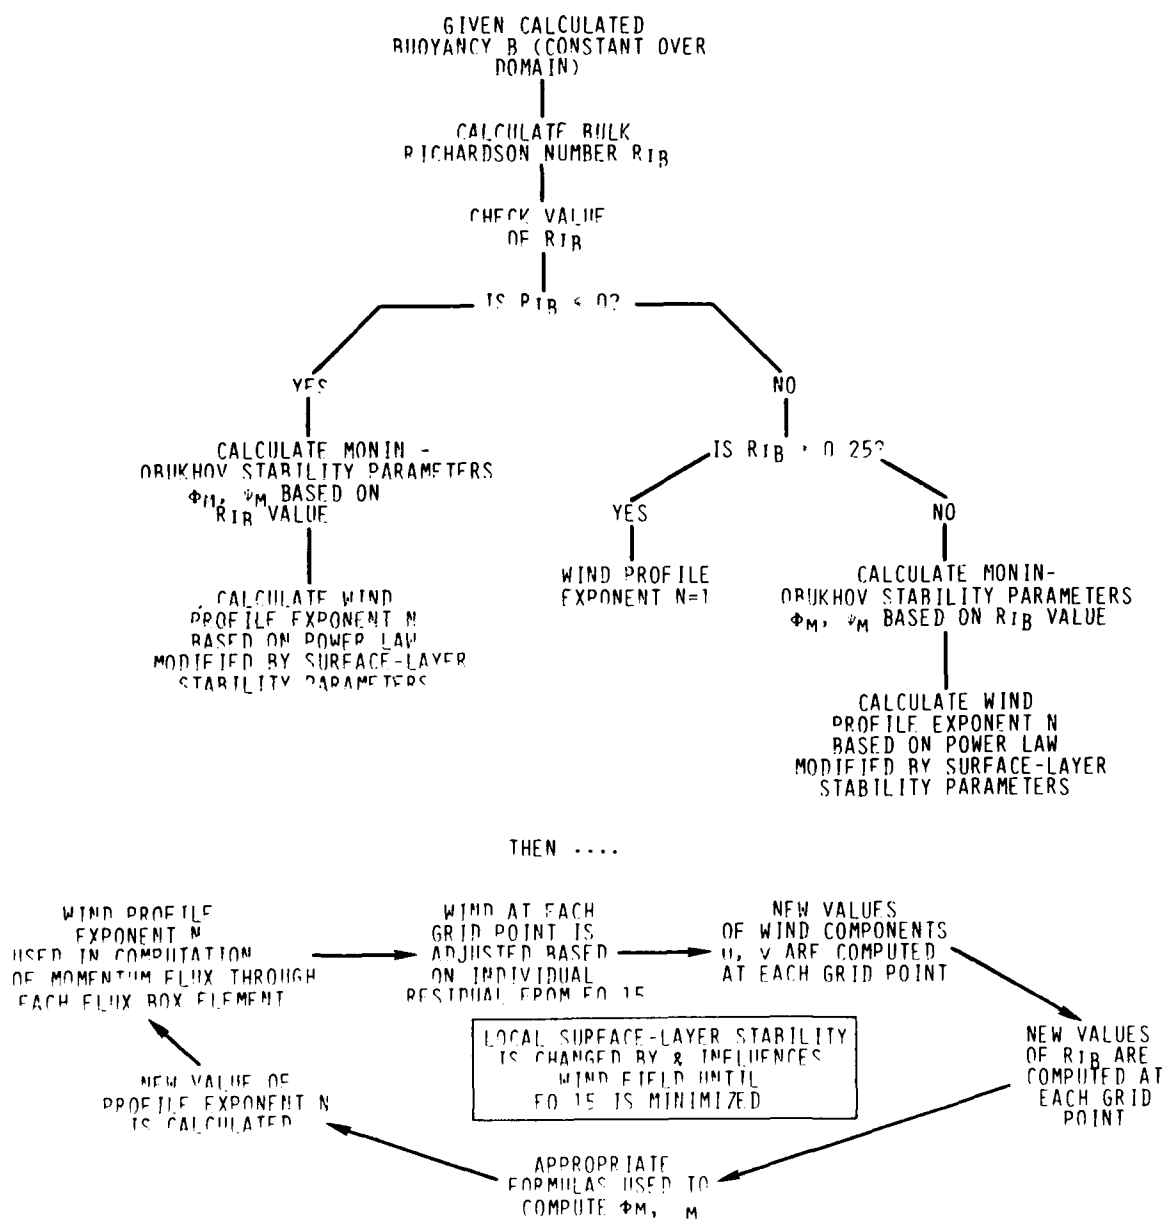 GIVEN CALCULATED
BUOYANCY B (CONSTANT OVER
DOMAIN)
CALCULATE BULK
RICHARDSON NUMBER RIB
CHECK VALUE
OF RIB
IS RIB ≤ 0?
YES
NO
CALCULATE MONIN -
OBUKHOV STABILITY PARAMETERS
ΦM, ψM BASED ON
RIB VALUE
IS RIB 0.25?
YES
NO
CALCULATE WIND
PROFILE EXPONENT N
BASED ON POWER LAW
MODIFIED BY SURFACE-LAYER
STABILITY PARAMETERS
WIND PROFILE
EXPONENT N=1
CALCULATE MONIN-
OBUKHOV STABILITY PARAMETERS
ΦM, ψM BASED ON RIB VALUE
CALCULATE WIND
PROFILE EXPONENT N
BASED ON POWER LAW
MODIFIED BY SURFACE-LAYER
STABILITY PARAMETERS
THEN ....
WIND PROFILE
EXPONENT N
USED IN COMPUTATION
OF MOMENTUM FLUX THROUGH
EACH FLUX BOX ELEMENT
WIND AT EACH
GRID POINT IS
ADJUSTED BASED
ON INDIVIDUAL
RESIDUAL FROM EQ 15
NEW VALUES
OF WIND COMPONENTS
U, V ARE COMPUTED
AT EACH GRID POINT
NEW VALUES
OF RIB ARE
COMPUTED AT
EACH GRID
POINT
LOCAL SURFACE-LAYER STABILITY
IS CHANGED BY & INFLUENCES
WIND FIELD UNTIL
EQ 15 IS MINIMIZED
NEW VALUE OF
PROFILE EXPONENT N
IS CALCULATED
APPROPRIATE
FORMULAS USED TO
COMPUTE ΦM, M